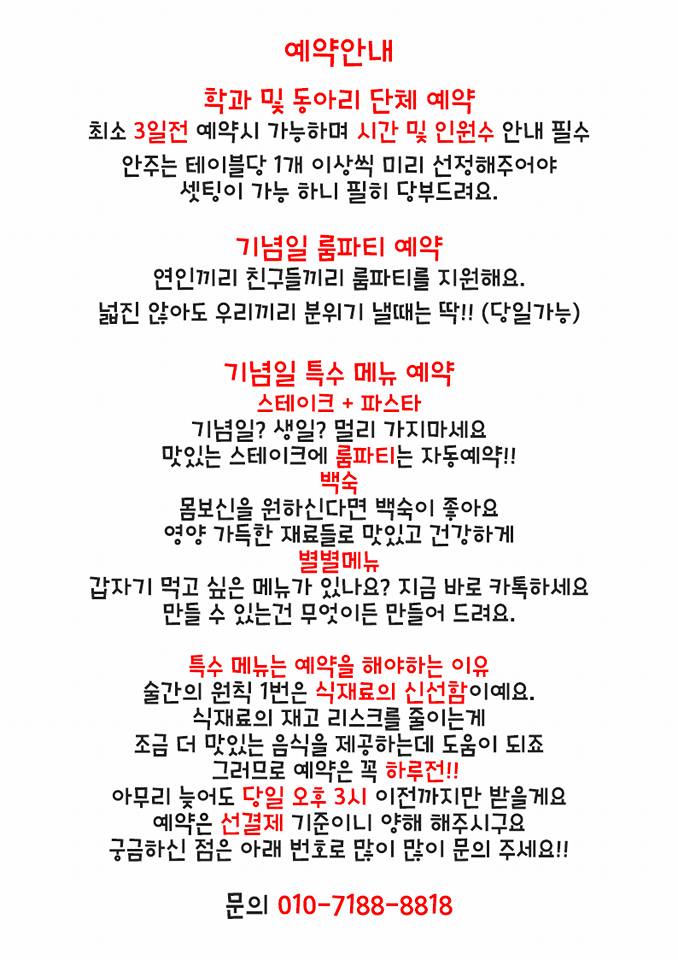 예약안내
학과 및 동아리 단체 예약
최소 3일전 예약시 가능하며 시간 및 인원수 안내 필수
안주는 테이블당 1개 이상씩 미리 선정해주어야
셋팅이 가능 하니 필히 당부드려요.
기념일 룸파티 예약
연인끼리 친구들끼리 룸파티를 지원해요.
넓진 않아도 우리끼리 분위기 낼때는 딱!! (당일가능)
기념일 특수 메뉴 예약
스테이크 + 파스타
기념일? 생일? 멀리 가지마세요
맛있는 스테이크에 룸파티는 자동예약!!
백숙
몸보신을 원하신다면 백숙이 좋아요
영양 가득한 재료들로 맛있고 건강하게
별별메뉴
갑자기 먹고 싶은 메뉴가 있나요? 지금 바로 카톡하세요
만들 수 있는건 무엇이든 만들어 드려요.
특수 메뉴는 예약을 해야하는 이유
술간의 원칙 1번은 식재료의 신선함이예요.
식재료의 재고 리스크를 줄이는게
조금 더 맛있는 음식을 제공하는데 도움이 되죠
그러므로 예약은 꼭 하루전!!
아무리 늦어도 당일 오후 3시 이전까지만 받을게요
예약은 선결제 기준이니 양해 해주시구요
궁금하신 점은 아래 번호로 많이 많이 문의 주세요!!
문의 010-7188-8818